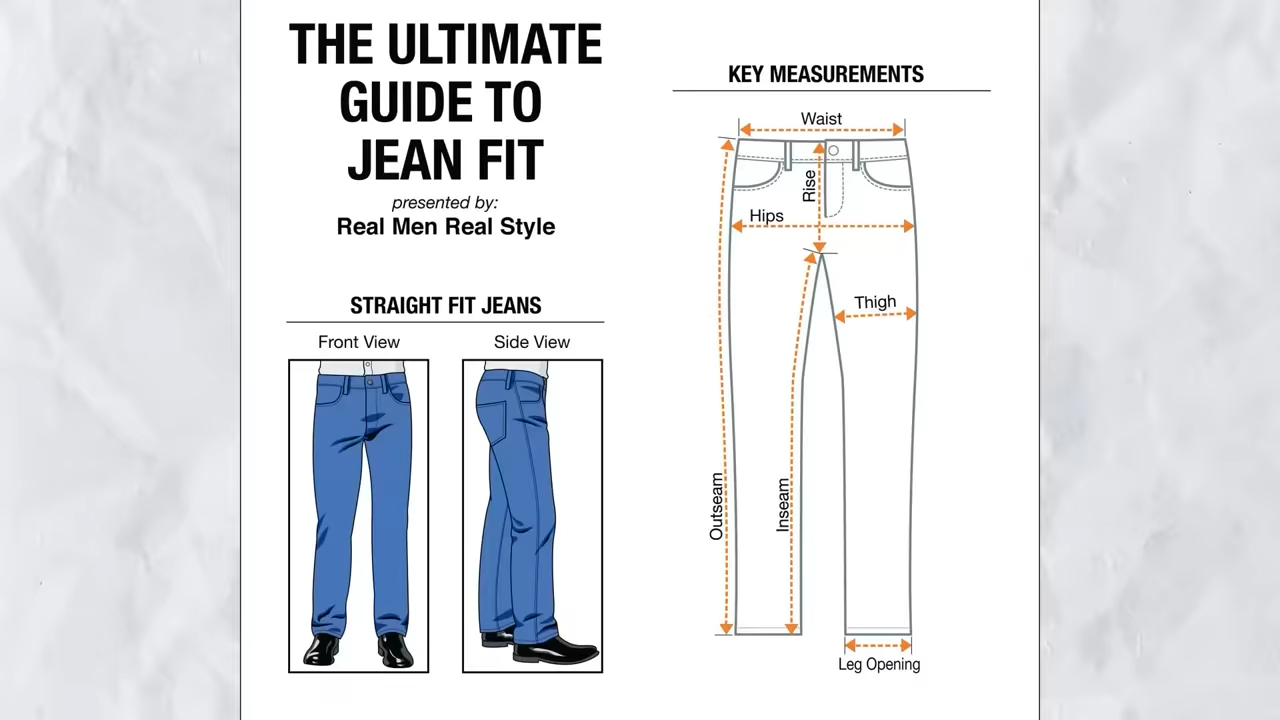 THE ULTIMATE
GUIDE TO
JEAN FIT
presented by:
Real Men Real Style
STRAIGHT FIT JEANS
Front View
Side View
KEY MEASUREMENTS
Waist
Rise
Hips
Thigh
Outseam
Inseam
Leg Opening